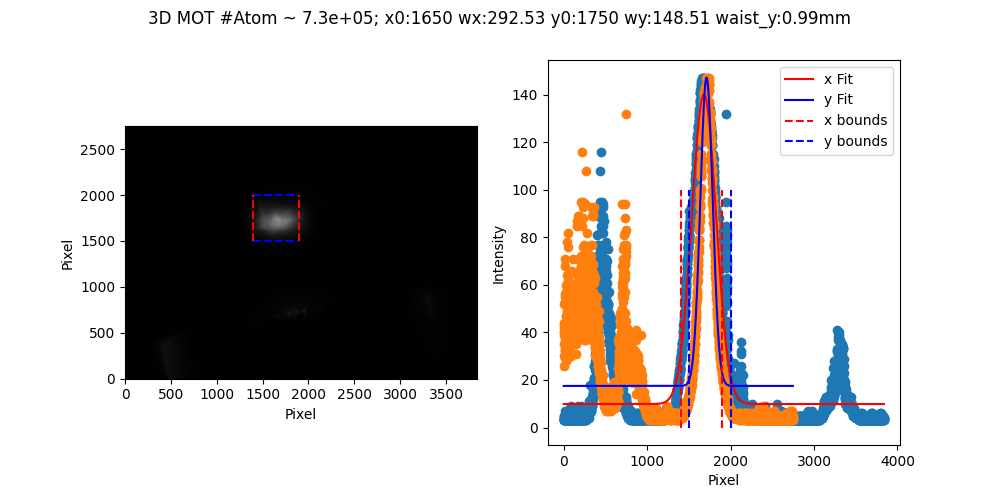 3D MOT #Atom ~ 7.3e+05; x0:1650 wx:292.53 y0:1750 wy:148.51 waist_y:0.99mm
2500
2000
1500
1000
500
0
Pixel
0 500 1000 1500 2000 2500 3000 3500
Pixel
140
120
100
80
60
40
20
0
Intensity
0 1000 2000 3000 4000
Pixel
x Fit
y Fit
x bounds
y bounds